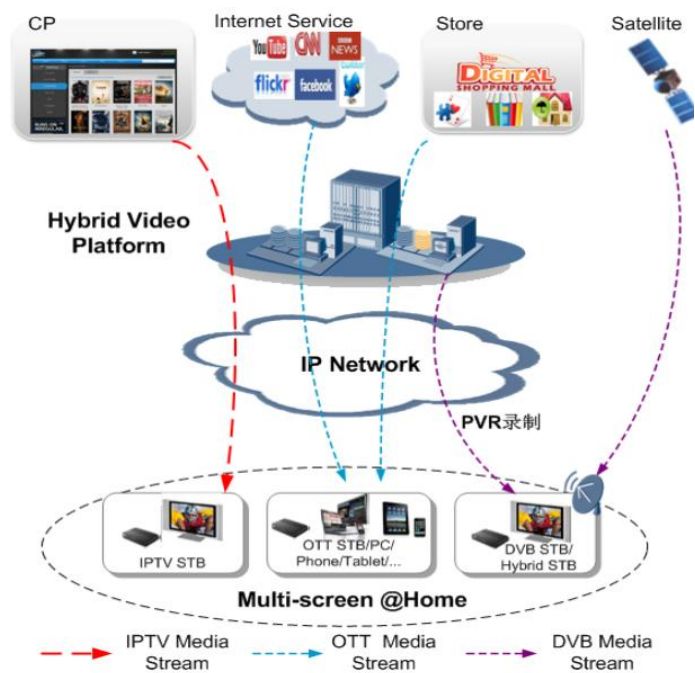 CP
Internet Service
Store
Satellite
You Tube
CNN
BBC
NEWS
flickr
facebook
twitter
DIGITAL
SHOPPING MALL
Hybrid Video
Platform
IP Network
PVR录制
IPTV STB
OTT STB/PC/
Phone/Tablet/...
DVB STB/
Hybrid STB
Multi-screen @Home
IPTV Media
Stream
OTT Media
Stream
DVB Media
Stream